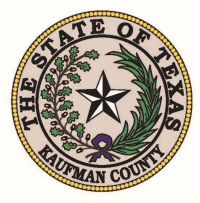 THE STATE OF TEXAS
KAUFMAN COUNTY